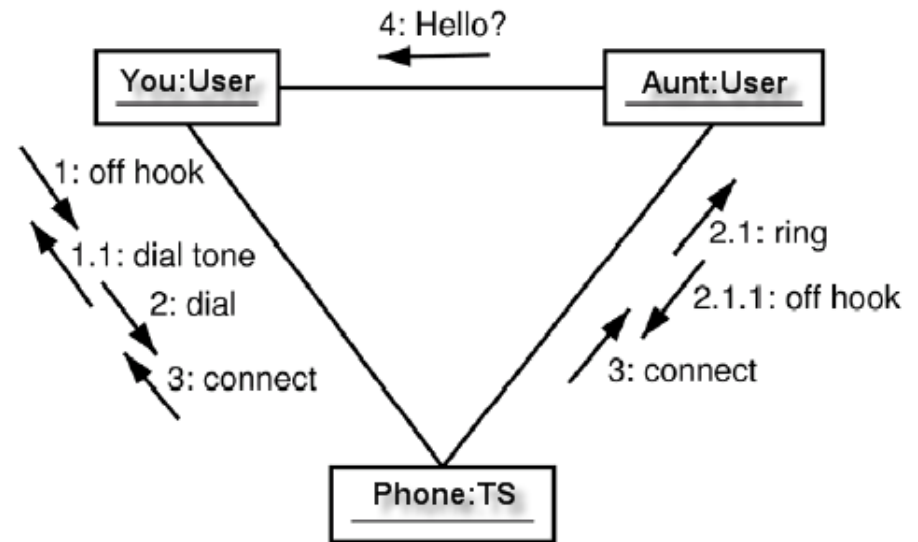 4: Hello?
You:User
Aunt:User
1: off hook
1.1: dial tone
2: dial
3: connect
2.1: ring
2.1.1: off hook
3: connect
Phone:TS